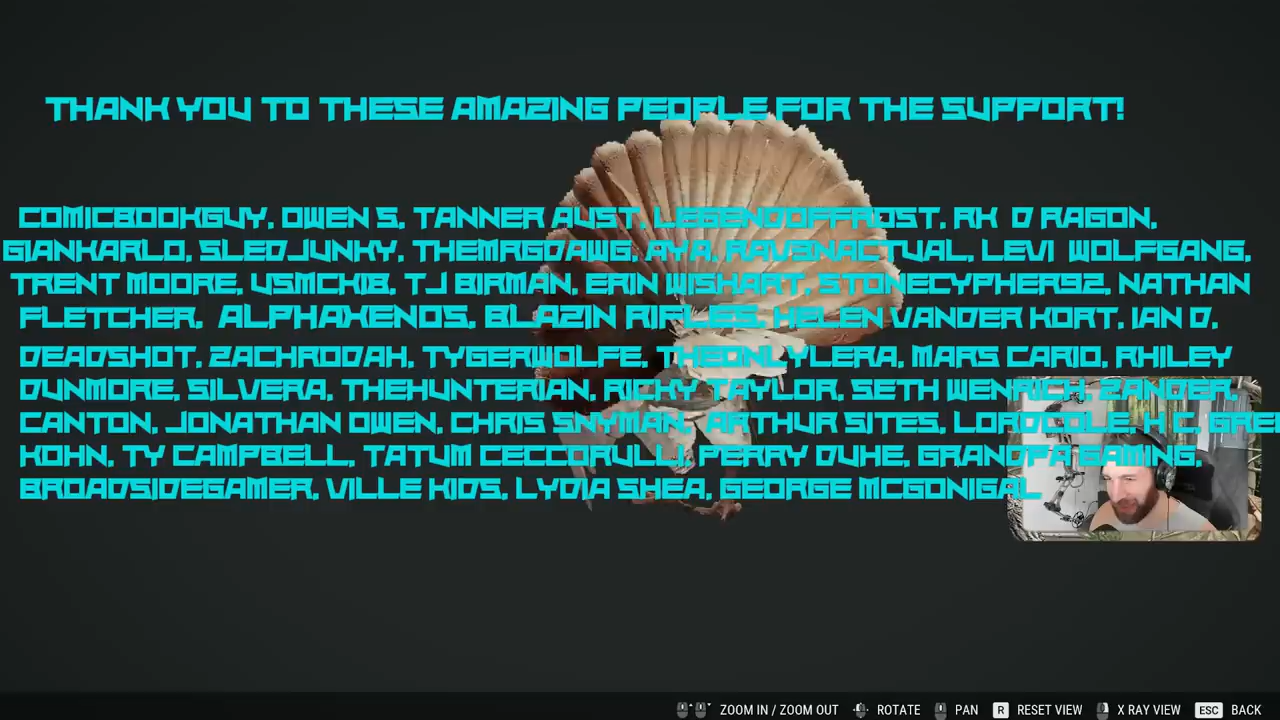 THANK YOU TO THESE AMAZING PEOPLE FOR THE SUPPORT!
COMICBOOKGUY, OWEN S, TANNER AUST, LEGENDOFFROST, RK D RAGON,
GIANKARLO, SLEDJUNKY, THEMRGDAWG, AYA, RAV3NACTUAL, LEVI WOLFGANG,
TRENT MOORE, USMCK18, TJ BIRMAN, ERIN WISHART, STONECYPHER92, NATHAN
FLETCHER, ALPHAXENOS, BLAZIN RIFLES, HELEN VANDER KORT, IAN D,
DEADSHOT, ZACHRODAH, TYGERWOLFE, THEONLYLERA, MARS CARIO, RHILEY
DUNMORE, SILVERA, THEHUNTERIAN, RICKY TAYLOR, SETH WENRICH, ZANDER
CANTON, JONATHAN OWEN, CHRIS SNYMAN, ARTHUR SITES, LORDCOLE, H C,
KOHN, TY CAMPBELL, TATUM CECCORULLI, PERRY DUHE, GRANDPA GAMING,
BROADSIDEGAMER, VILLE KIDS, LYDIA SHEA, GEORGE MCGONIGAL
ZOOM IN / ZOOM OUT ROTATE PAN R RESET VIEW X RAY VIEW ESC BACK